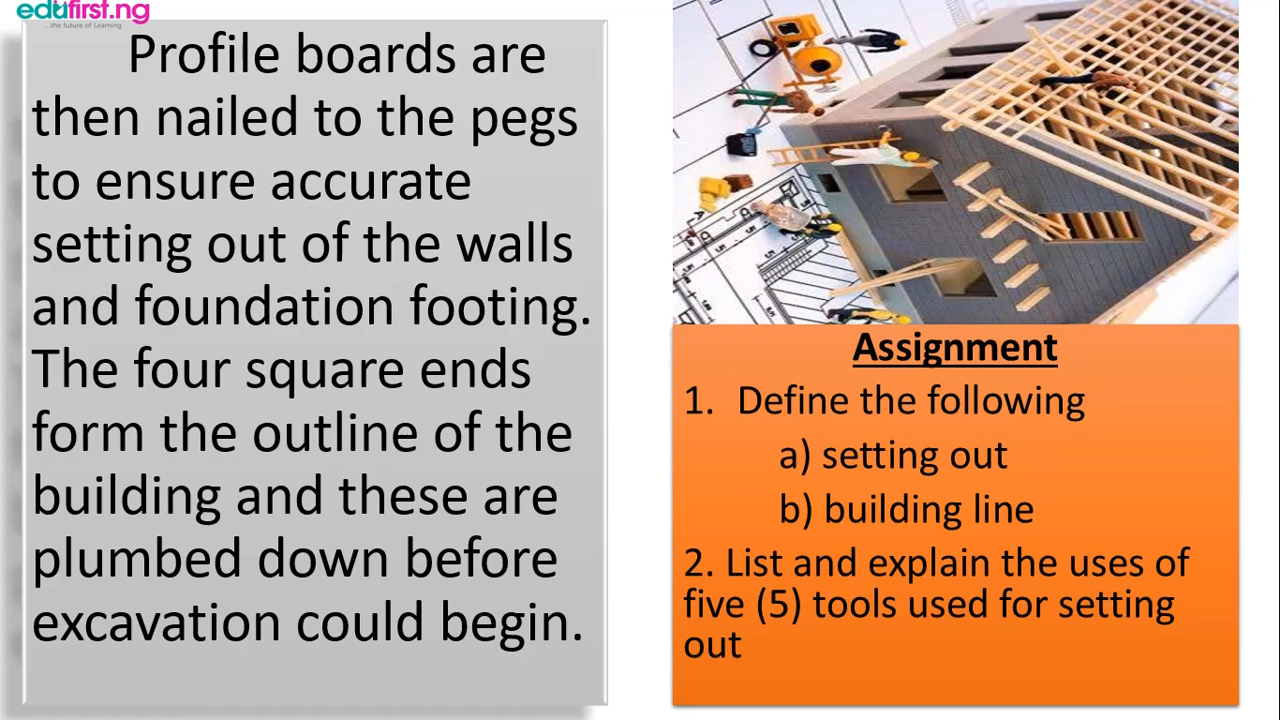 edufirst.ng
...the future of Learning
Profile boards are
then nailed to the pegs
to ensure accurate
setting out of the walls
and foundation footing.
The four square ends
form the outline of the
building and these are
plumbed down before
excavation could begin.
Assignment
1. Define the following
a) setting out
b) building line
2. List and explain the uses of
five (5) tools used for setting
out